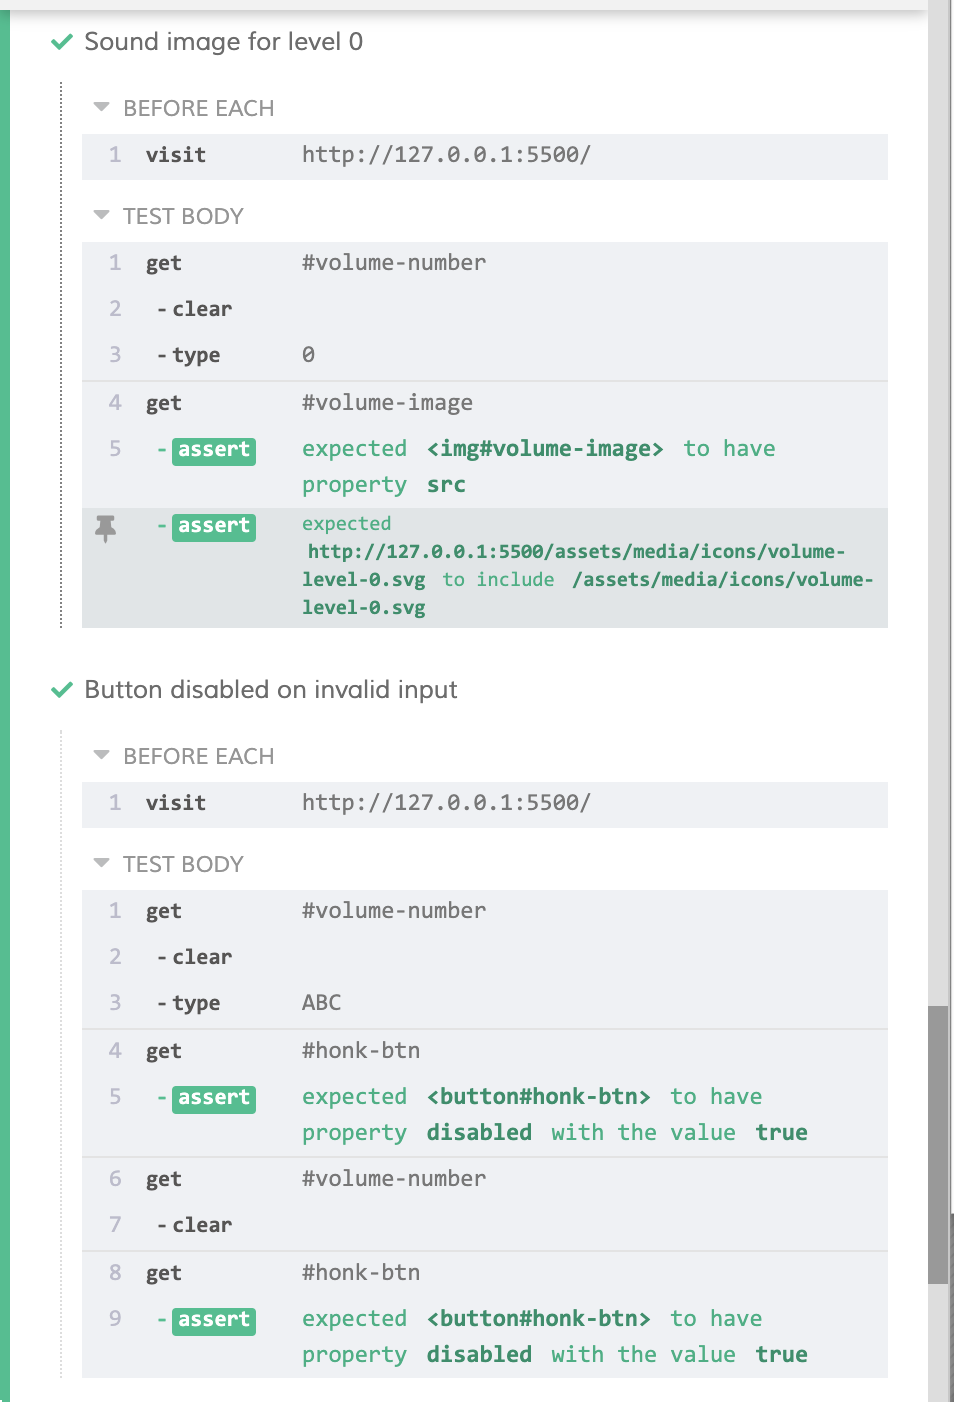 Sound image for level 0
BEFORE EACH
1 visit http://127.0.0.1:5500/
TEST BODY
1 get #volume-number
2 - clear
3 - type 0
4 get #volume-image
5 - assert expected <img#volume-image> to have
property src
- assert expected
http://127.0.0.1:5500/assets/media/icons/volume-
level-0.svg to include /assets/media/icons/volume-
level-0.svg
Button disabled on invalid input
BEFORE EACH
1 visit http://127.0.0.1:5500/
TEST BODY
1 get #volume-number
2 - clear
3 - type ABC
4 get #honk-btn
5 - assert expected <button#honk-btn> to have
property disabled with the value true
6 get #volume-number
7 - clear
8 get #honk-btn
9 - assert expected <button#honk-btn> to have
property disabled with the value true